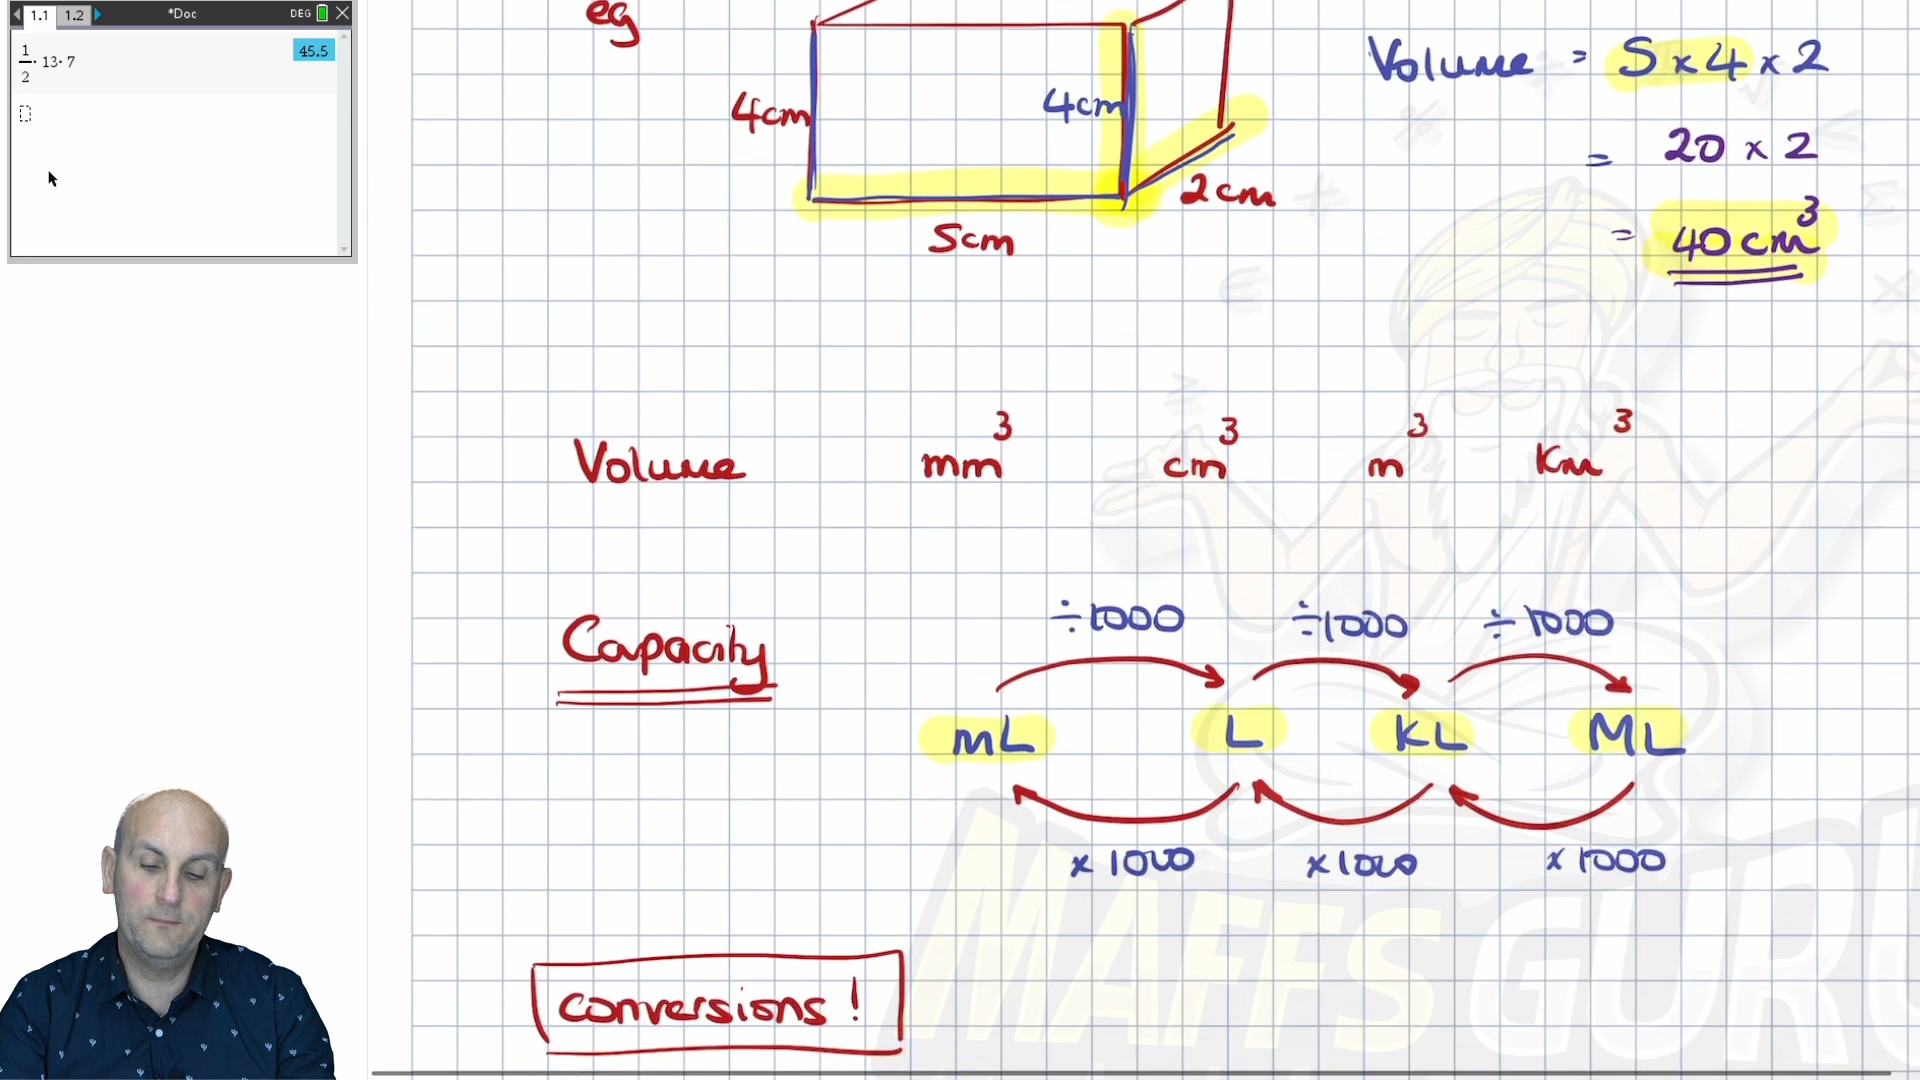 1.1 1.2 *Doc DEG
1/2 · 13 · 7 45.5
eg
4cm 4cm
2cm
5cm
Volume = 5 x 4 x 2
= 20 x 2
= 40 cm³
Volume mm³ cm³ m³ Km³
Capacity
÷1000 ÷1000 ÷1000
mL L KL ML
x 1000 x1000 x 1000
conversions !
MAFFS GURU